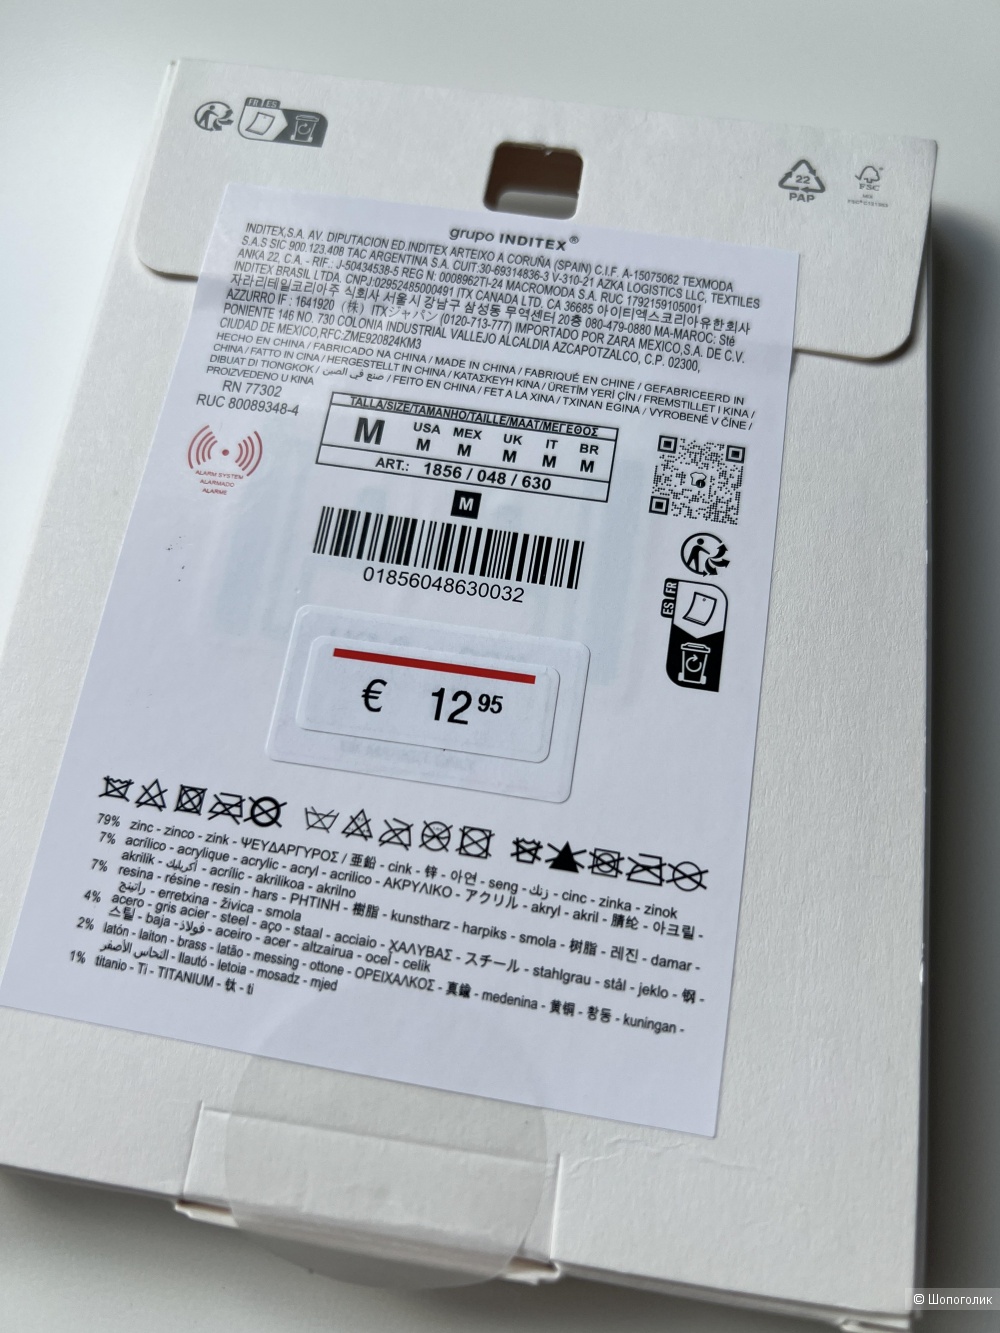 FR ES
22
PAP
FSC
grupo INDITEX®
INDITEX,S.A. AV. DIPUTACION ED.INDITEX ARTEIXO A CORUÑA (SPAIN) C.I.F. A-15075062 TEXMODA
S.A.S SIC 900.123.408 TAC ARGENTINA S.A. CUIT:30-69314836-3 V-310-21 AZKA LOGISTICS LLC, TEXTILES
ANKA 22, C.A. - RIF.: J-50434538-5 REG N: 0008962TI-24 MACROMODA S.A. RUC 1792159105001
INDITEX BRASIL LTDA. CNPJ:02952485000491 ITX CANADA LTD. CA 36685 아이티엑스코리아유한회사
자라리테일코리아주 식회사 서울시 강남구 삼성동 무역센터 20층 080-479-0880 MA-MAROC: Sté
AZZURRO IF : 1641920 (株) ITXジャパン (0120-713-777) IMPORTADO POR ZARA MEXICO,S.A. DE C.V.
PONIENTE 146 NO. 730 COLONIA INDUSTRIAL VALLEJO ALCALDIA AZCAPOTZALCO, C.P. 02300,
CIUDAD DE MEXICO,RFC:ZME920824KM3
HECHO EN CHINA / FABRICADO NA CHINA / MADE IN CHINA / FABRIQUÉ EN CHINE / GEFABRICEERD IN
CHINA / FATTO IN CINA / HERGESTELLT IN CHINA / ΚΑΤΑΣΚΕΥΗ ΚΙΝΑ / ÜRETİM YERİ ÇİN / FREMSTILLET I KINA /
DIBUAT DI TIONGKOK / صنع في الصين / FEITO EN CHINA / FET A LA XINA / TXINAN EGINA / VYROBENÉ V ČÍNE /
PROIZVEDENO U KINA
RN 77302
RUC 80089348-4
ALARM SYSTEM
ALARMADO
ALARME
TALLA/SIZE/TAMANHO/TAILLE/MAAT/ΜΕΓΕΘΟΣ
M USA MEX UK IT BR
M M M M M
ART.: 1856 / 048 / 630
M
01856048630032
ES FR
€ 12 95
79% zinc - zinco - zink - ΨΕΥΔΑΡΓΥΡΟΣ / 亜鉛 - cink - 锌 - 아연 - seng - زنك - cinc - zinka - zinok
7% acrílico - acrylique - acrylic - acryl - acrilico - ΑΚΡΥΛΙΚΟ - アクリル - akryl - akril - 腈纶 - 아크릴 -
akrilik - أكريليك - acrílic - akrilikoa - akrilno
7% resina - résine - resin - hars - ΡΗΤΙΝΗ - 樹脂 - kunstharz - harpiks - smola - 树脂 - 레진 - damar -
راتينج - erretxina - živica - smola
4% acero - gris acier - steel - aço - staal - acciaio - ΧΑΛΥΒΑΣ - スチール - stahlgrau - stål - jeklo - 钢 -
스틸 - baja - فولاذ - aceiro - acer - altzairua - ocel - celik
2% latón - laiton - brass - latão - messing - ottone - ΟΡΕΙΧΑΛΚΟΣ - 真鍮 - medenina - 黄铜 - 황동 - kuningan -
النحاس الأصفر - llautó - letoia - mosadz - mjed
1% titanio - Ti - TITANIUM - 钛 - ti
© Шопоголик